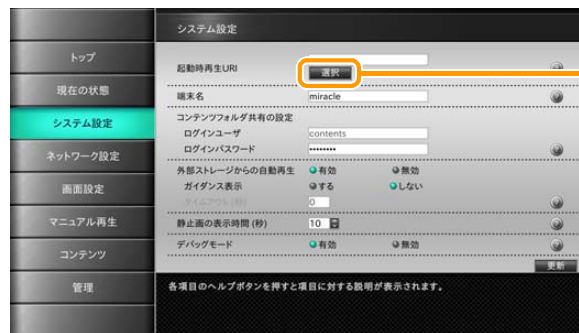 システム設定
トップ
現在の状態
システム設定
ネットワーク設定
画面設定
マニュアル再生
コンテンツ
管理
起動時再生URI
選択
端末名 miracle
コンテンツフォルダ共有の設定
ログインユーザ contents
ログインパスワード ••••••••
外部ストレージからの自動再生 有効 無効
ガイダンス表示 する しない
タイムアウト (秒) 0
静止画の表示時間 (秒) 10
デバッグモード 有効 無効
更新
各項目のヘルプボタンを押すと項目に対する説明が表示されます。